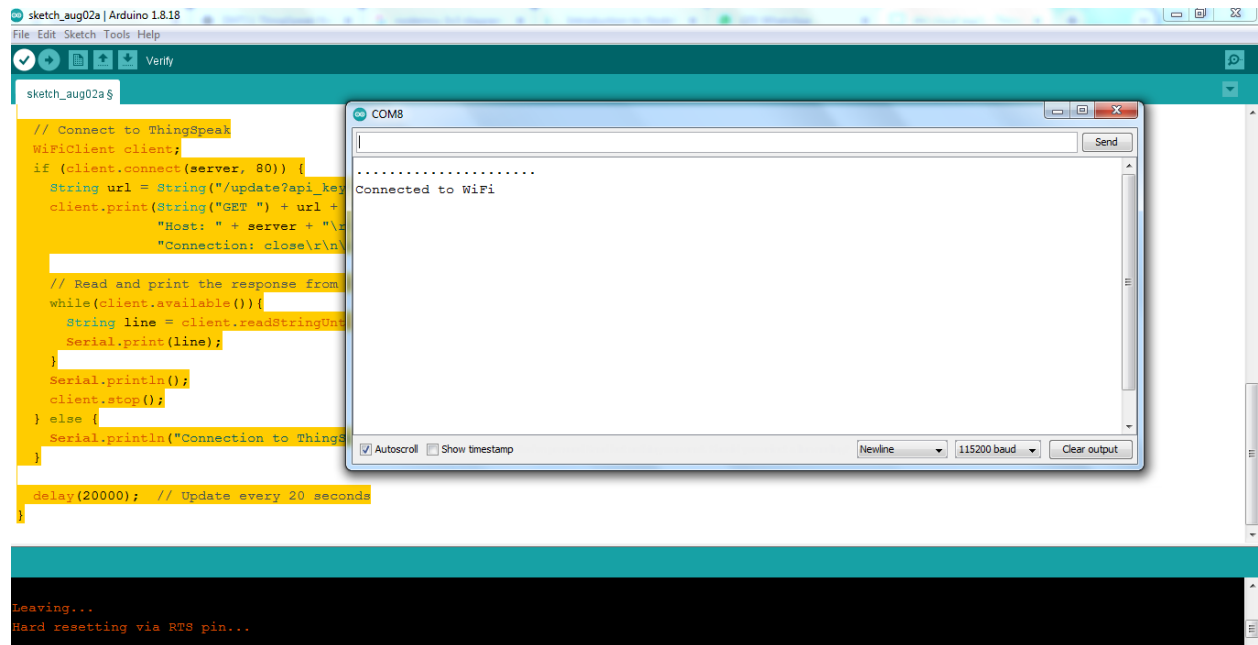 sketch_aug02a | Arduino 1.8.18
File Edit Sketch Tools Help
Verify
sketch_aug02a §
// Connect to ThingSpeak
WiFiClient client;
if (client.connect(server, 80)) {
String url = String("/update?api_key
client.print(String("GET ") + url +
"Host: " + server + "\r
"Connection: close\r\n\
// Read and print the response from
while(client.available()){
String line = client.readStringUnt
Serial.print(line);
}
Serial.println();
client.stop();
} else {
Serial.println("Connection to ThingS
}
delay(20000); // Update every 20 seconds
}
COM8
Send
.......................
Connected to WiFi
Autoscroll Show timestamp Newline 115200 baud Clear output
Leaving...
Hard resetting via RTS pin...